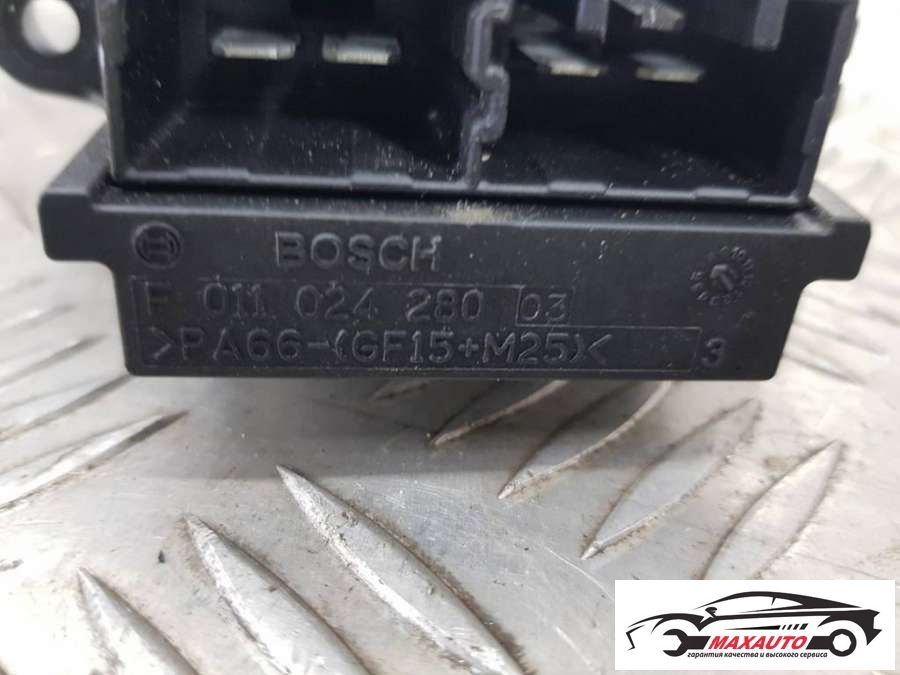 BOSCH
F 011 024 280 03
>PA66-(GF15+M25)<
3
MAXAUTO
гарантия качества и высокого сервиса